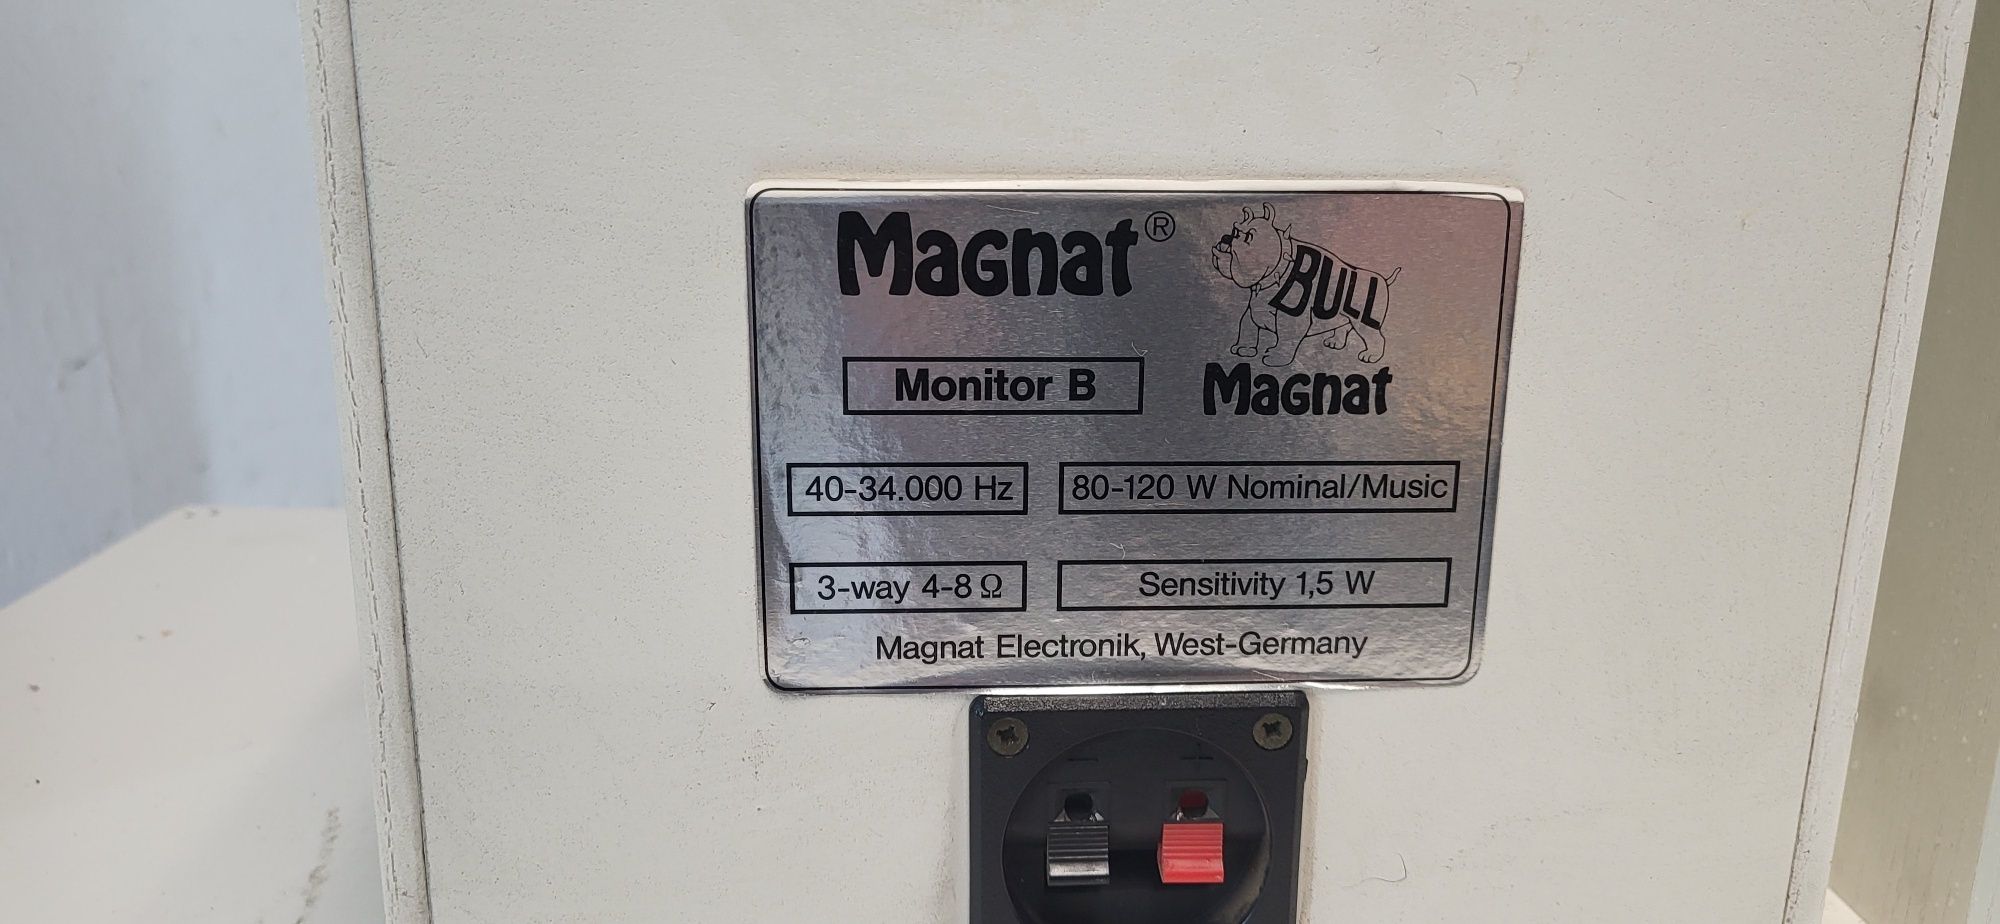 Magnat®
BULL
Magnat
Monitor B
40-34.000 Hz
80-120 W Nominal/Music
3-way 4-8 Ω
Sensitivity 1,5 W
Magnat Electronik, West-Germany
- +